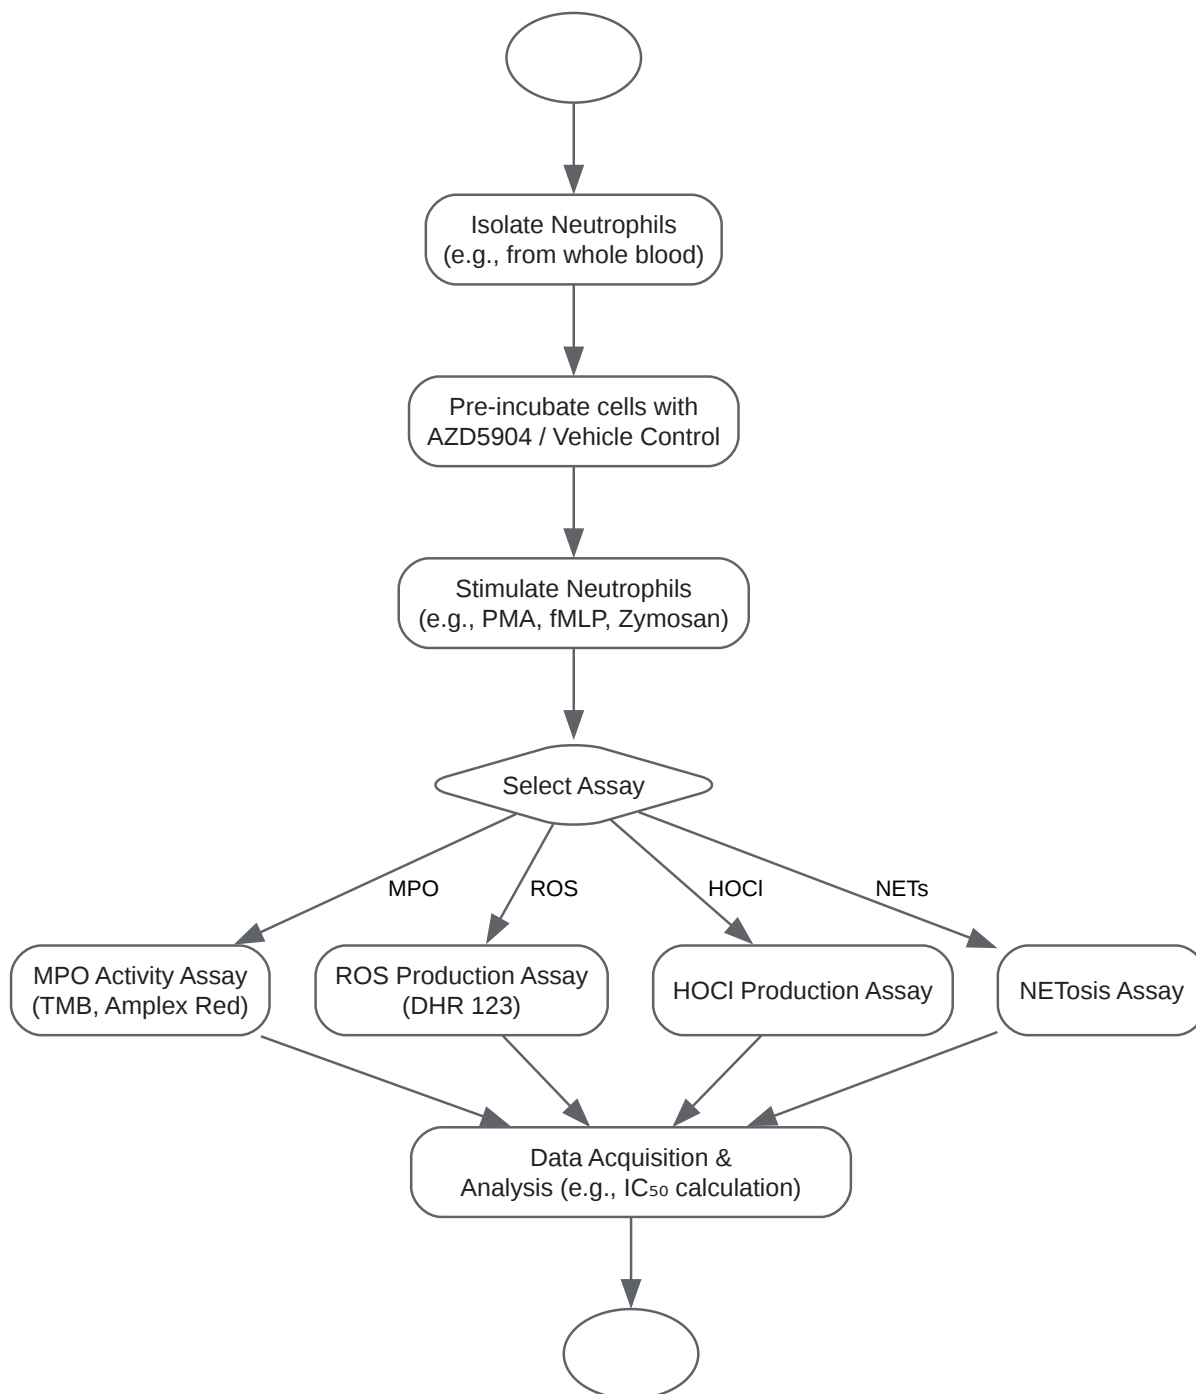 Isolate Neutrophils
(e.g., from whole blood)
Pre-incubate cells with
AZD5904 / Vehicle Control
Stimulate Neutrophils
(e.g., PMA, fMLP, Zymosan)
Select Assay
MPO
ROS
HOCl
NETs
MPO Activity Assay
(TMB, Amplex Red)
ROS Production Assay
(DHR 123)
HOCl Production Assay
NETosis Assay
Data Acquisition &
Analysis (e.g., IC₅₀ calculation)